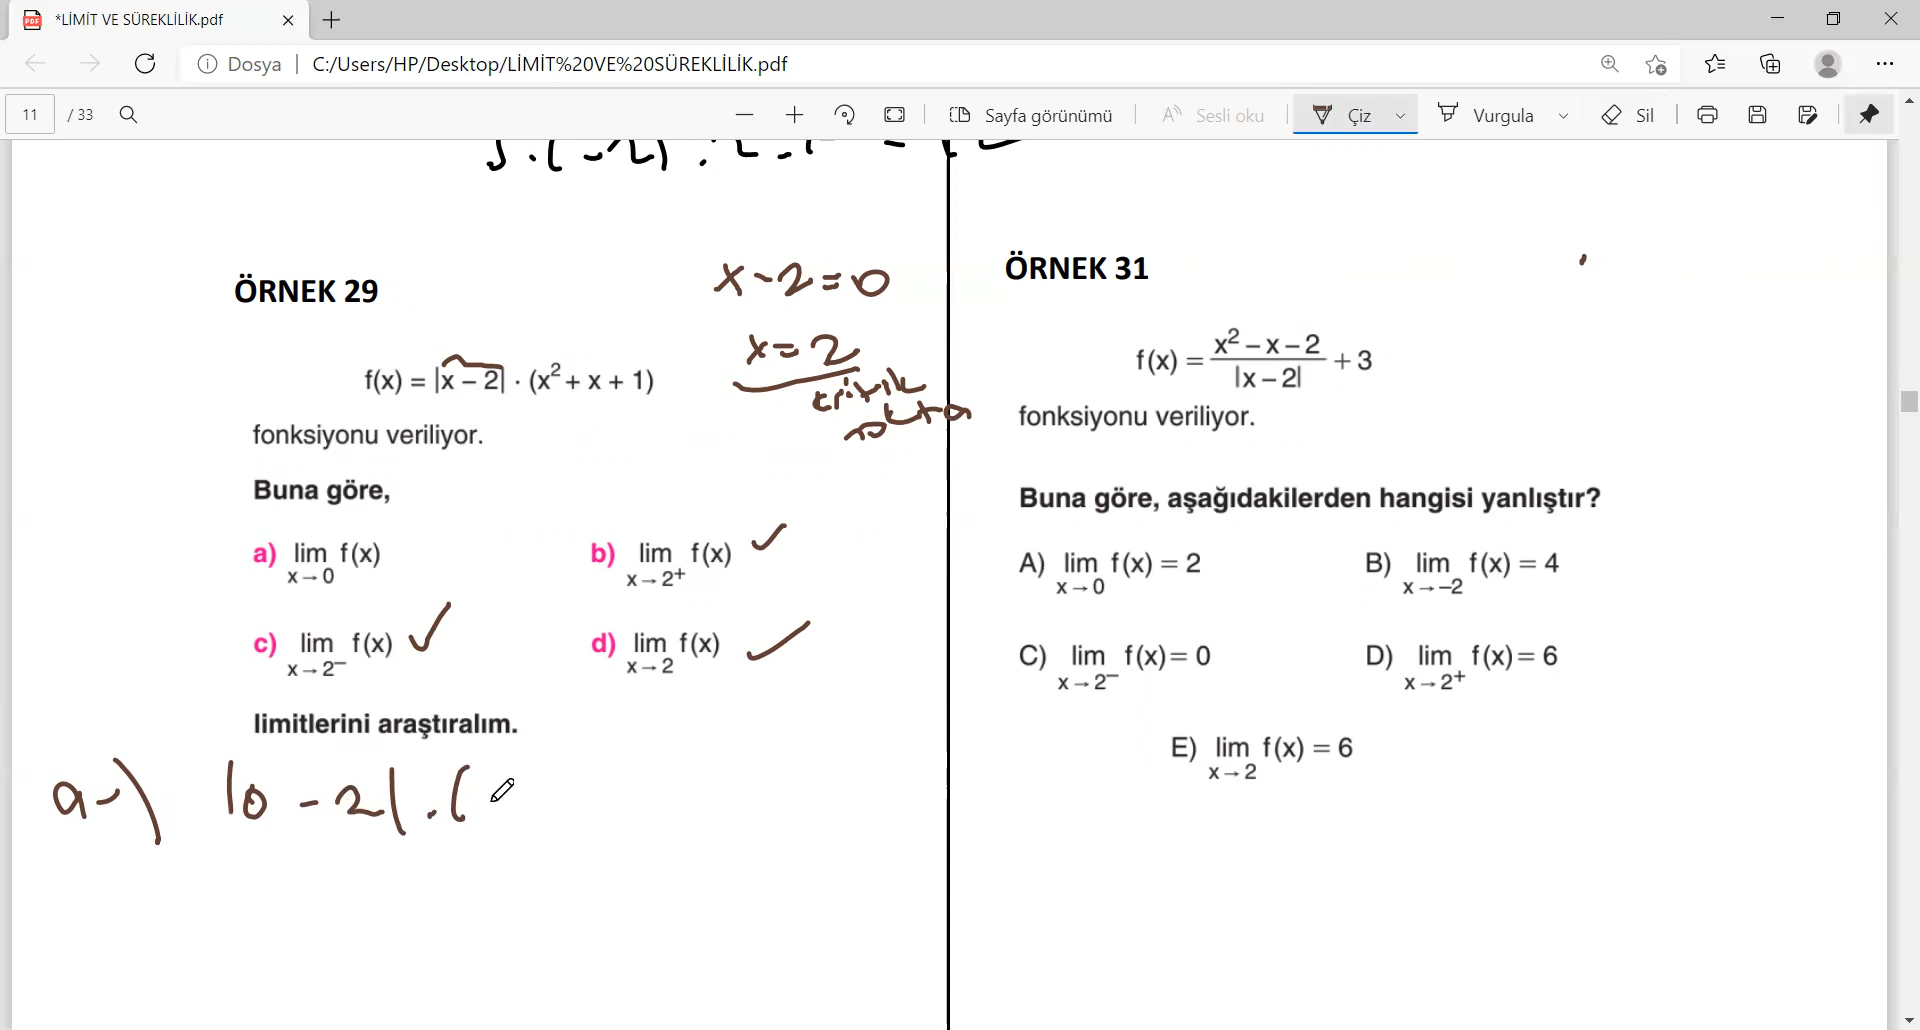 *LİMİT VE SÜREKLİLİK.pdf
Dosya | C:/Users/HP/Desktop/LİMİT%20VE%20SÜREKLİLİK.pdf
11 / 33 Sayfa görünümü Sesli oku Çiz Vurgula Sil
ÖRNEK 29
x-2=0
x=2
kritik
nokta
f(x) = |x – 2| · (x² + x + 1)
fonksiyonu veriliyor.
Buna göre,
a) lim f(x) b) lim f(x) ✓
x→0 x→2⁺
c) lim f(x) ✓ d) lim f(x) ✓
x→2⁻ x→2
limitlerini araştıralım.
a-) |0-2|.(
ÖRNEK 31
f(x) = x² – x – 2 / |x – 2| + 3
fonksiyonu veriliyor.
Buna göre, aşağıdakilerden hangisi yanlıştır?
A) lim f(x) = 2 B) lim f(x) = 4
x→0 x→–2
C) lim f(x) = 0 D) lim f(x) = 6
x→2⁻ x→2⁺
E) lim f(x) = 6
x→2